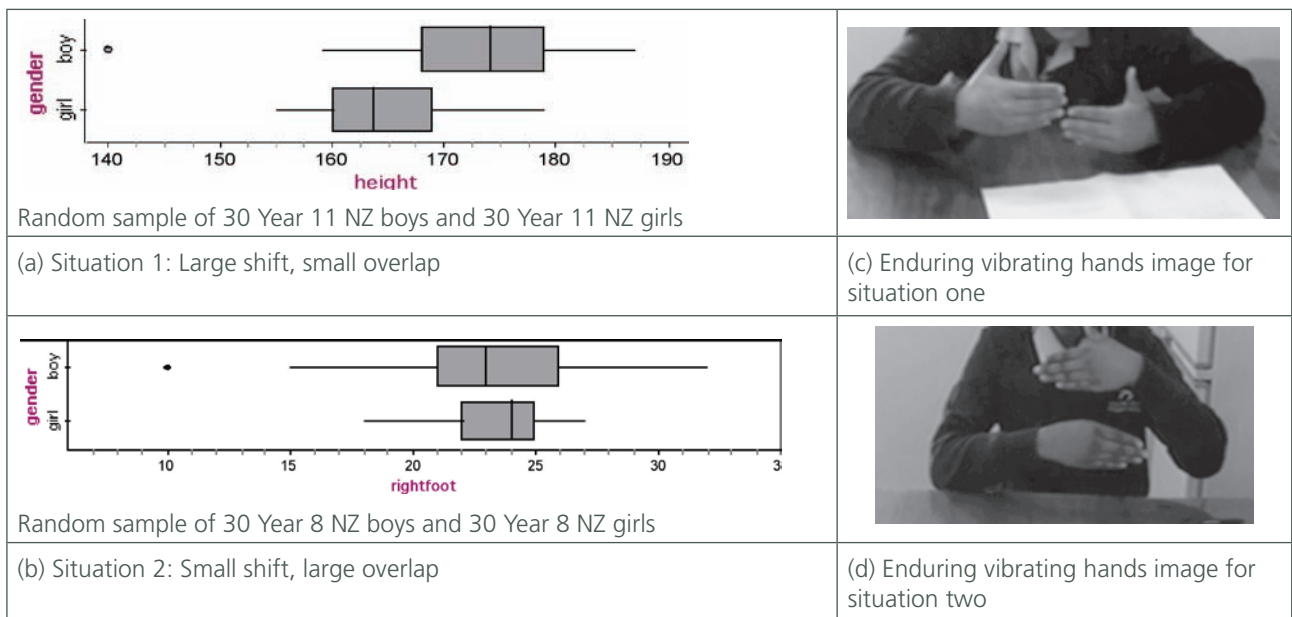 gender
boy
girl
140 150 160 170 180 190
height
Random sample of 30 Year 11 NZ boys and 30 Year 11 NZ girls
(a) Situation 1: Large shift, small overlap
(c) Enduring vibrating hands image for
situation one
gender
boy
girl
10 15 20 25 30 3
rightfoot
Random sample of 30 Year 8 NZ boys and 30 Year 8 NZ girls
(b) Situation 2: Small shift, large overlap
(d) Enduring vibrating hands image for
situation two